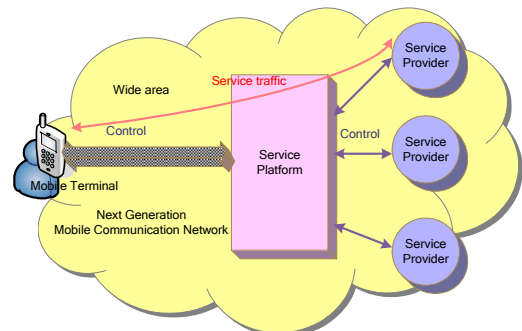 Service
Provider
Service traffic
Wide area
Control
Control
Service
Provider
Service
Platform
Mobile Terminal
Next Generation
Mobile Communication Network
Service
Provider